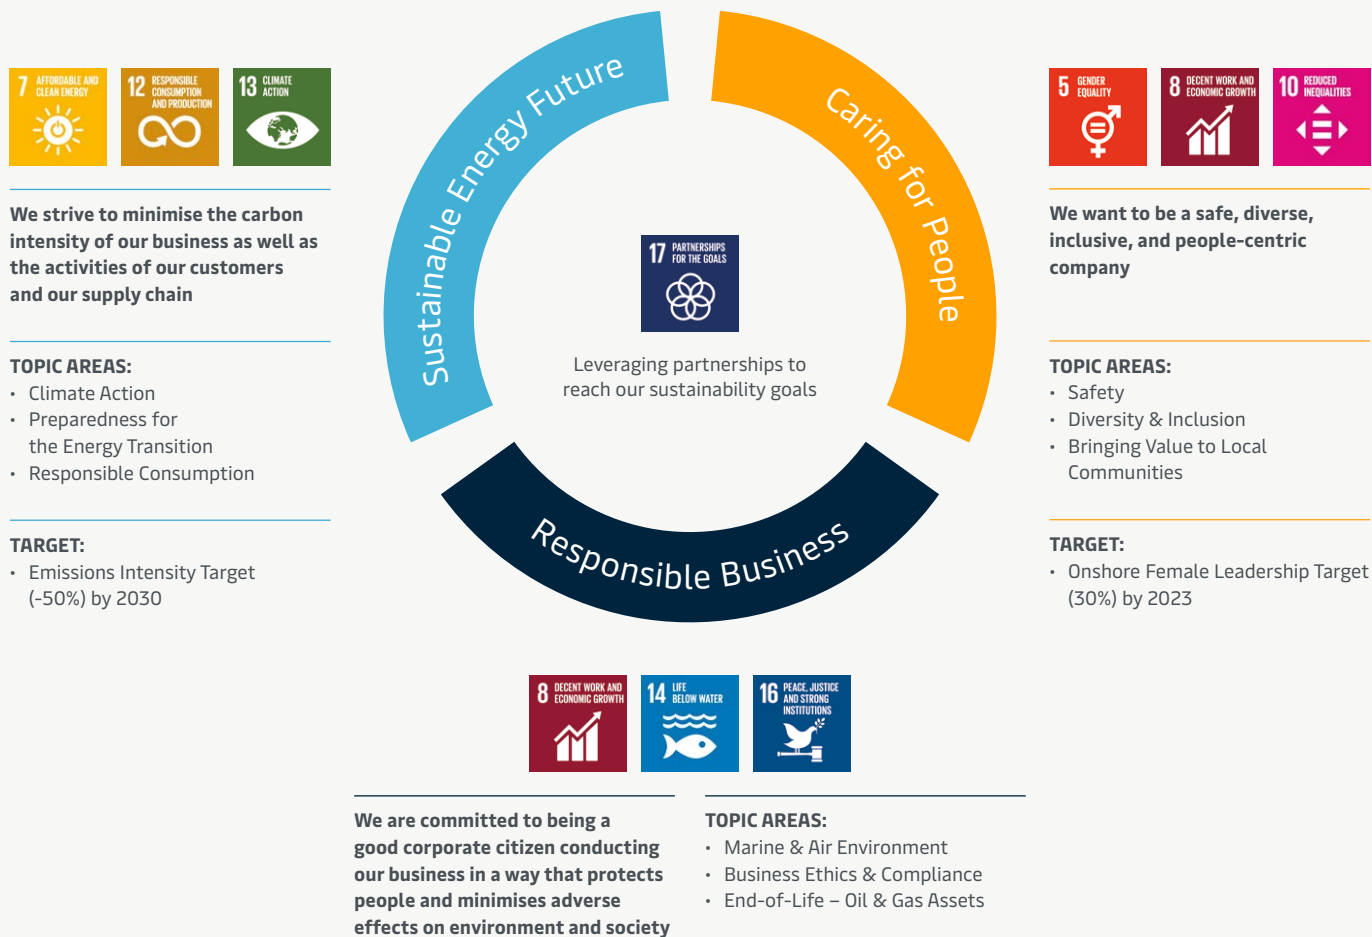 7 AFFORDABLE AND
CLEAN ENERGY
12 RESPONSIBLE
CONSUMPTION
AND PRODUCTION
13 CLIMATE
ACTION
We strive to minimise the carbon
intensity of our business as well as
the activities of our customers
and our supply chain
TOPIC AREAS:
• Climate Action
• Preparedness for
the Energy Transition
• Responsible Consumption
TARGET:
• Emissions Intensity Target
(-50%) by 2030
Sustainable Energy Future
Caring for People
Responsible Business
17 PARTNERSHIPS
FOR THE GOALS
Leveraging partnerships to
reach our sustainability goals
5 GENDER
EQUALITY
8 DECENT WORK AND
ECONOMIC GROWTH
10 REDUCED
INEQUALITIES
We want to be a safe, diverse,
inclusive, and people-centric
company
TOPIC AREAS:
• Safety
• Diversity & Inclusion
• Bringing Value to Local
Communities
TARGET:
• Onshore Female Leadership Target
(30%) by 2023
8 DECENT WORK AND
ECONOMIC GROWTH
14 LIFE
BELOW WATER
16 PEACE, JUSTICE
AND STRONG
INSTITUTIONS
We are committed to being a
good corporate citizen conducting
our business in a way that protects
people and minimises adverse
effects on environment and society
TOPIC AREAS:
• Marine & Air Environment
• Business Ethics & Compliance
• End-of-Life – Oil & Gas Assets